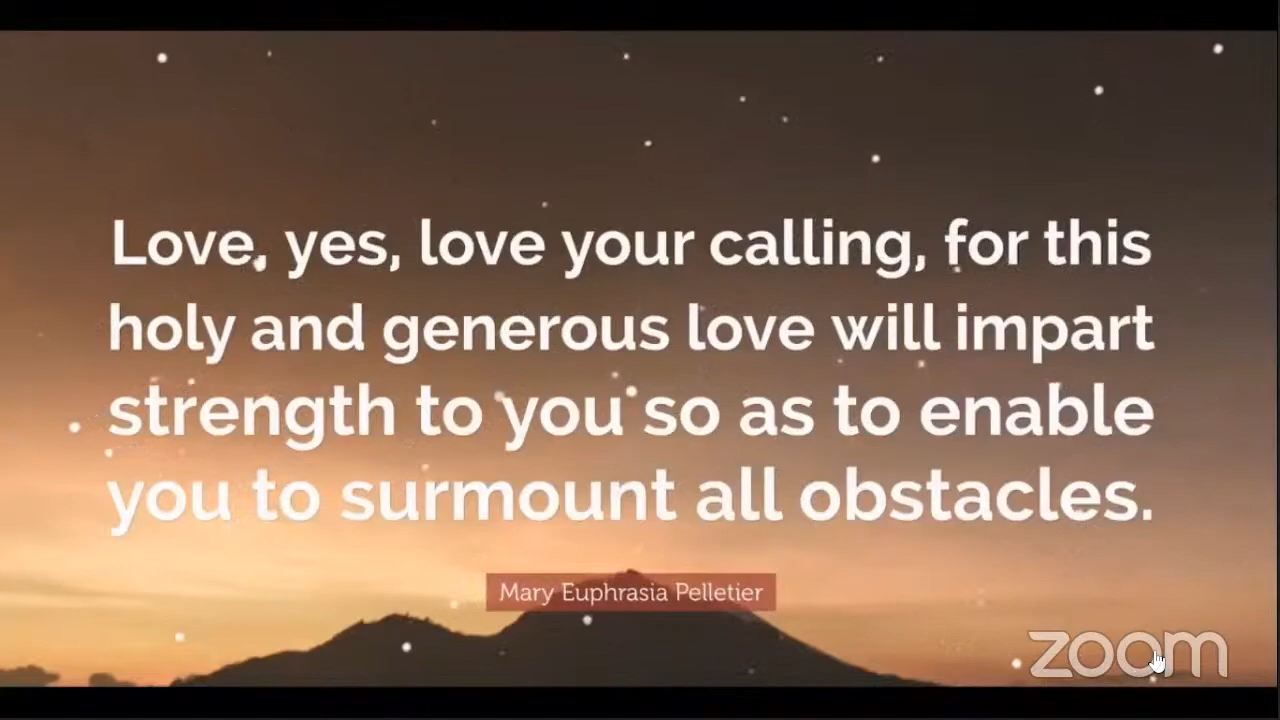 Love, yes, love your calling, for this
holy and generous love will impart
strength to you so as to enable
you to surmount all obstacles.
Mary Euphrasia Pelletier
zoom